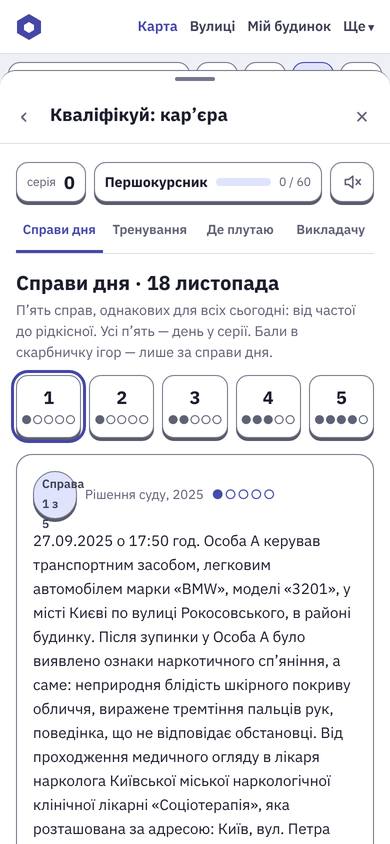 Карта Вулиці Мій будинок Ще ▾
‹ Кваліфікуй: кар’єра ×
серія 0 Першокурсник 0 / 60
Справи дня Тренування Де плутаю Викладачу
Справи дня · 18 листопада
П’ять справ, однакових для всіх сьогодні: від частої
до рідкісної. Усі п’ять — день у серії. Бали в
скарбничку ігор — лише за справи дня.
1 2 3 4 5
Справа
1 з
5
Рішення суду, 2025
27.09.2025 о 17:50 год. Особа А керував
транспортним засобом, легковим
автомобілем марки «BMW», моделі «3201», у
місті Києві по вулиці Рокосовського, в районі
будинку. Після зупинки у Особа А було
виявлено ознаки наркотичного сп’яніння, а
саме: неприродня блідість шкірного покриву
обличчя, виражене тремтіння пальців рук,
поведінка, що не відповідає обстановці. Від
проходження медичного огляду в лікаря
нарколога Київської міської наркологічної
клінічної лікарні «Соціотерапія», яка
розташована за адресою: Київ, вул. Петра